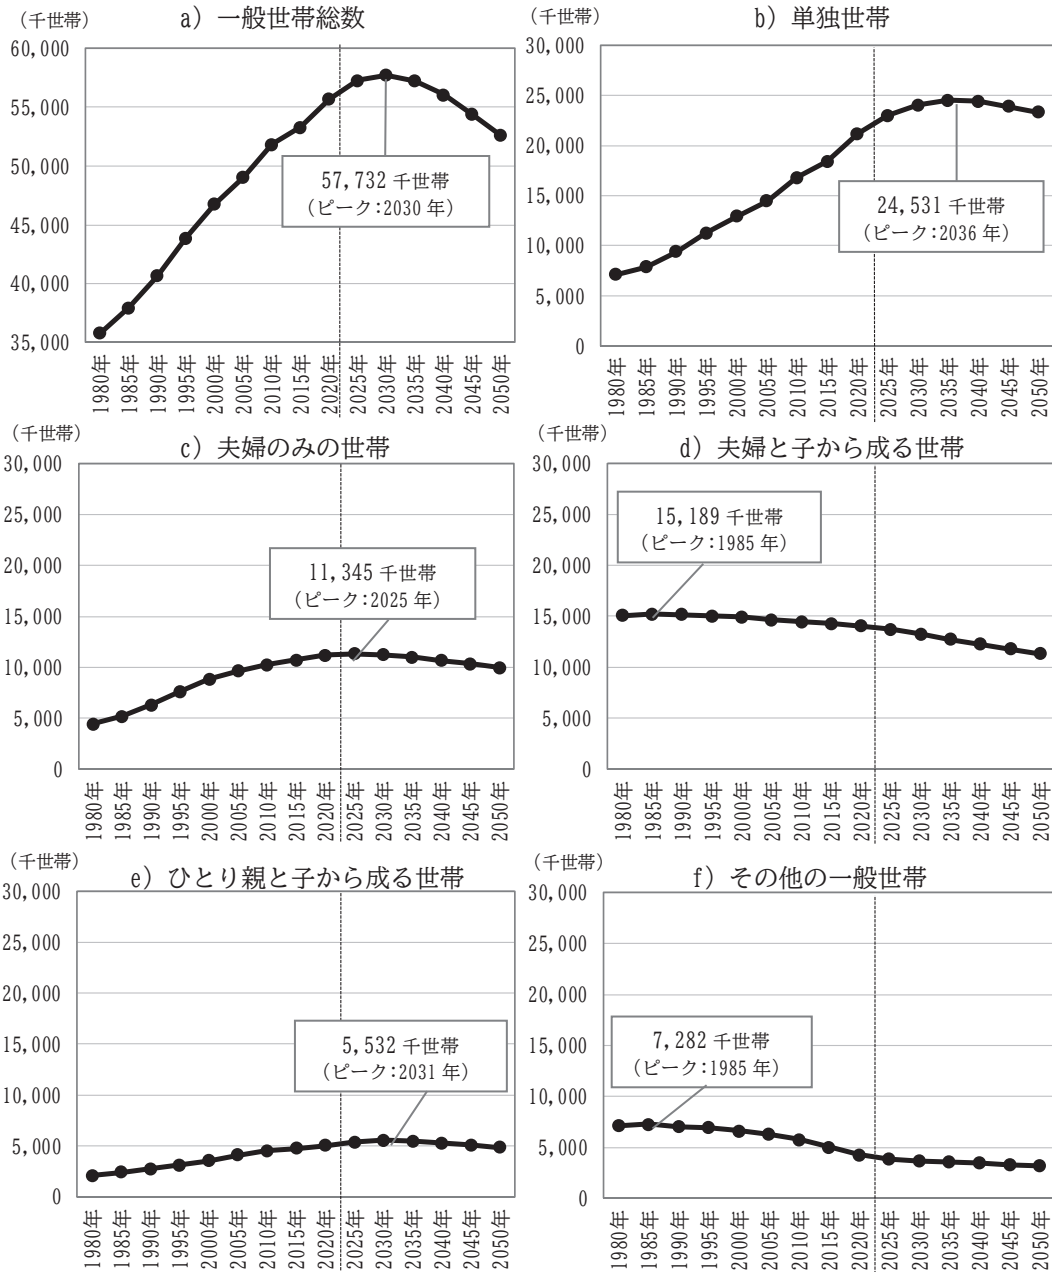 （千世帯）
a) 一般世帯総数
60,000
55,000
50,000
45,000
40,000
35,000
57,732 千世帯
（ピーク:2030 年）
1980年
1985年
1990年
1995年
2000年
2005年
2010年
2015年
2020年
2025年
2030年
2035年
2040年
2045年
2050年
（千世帯）
b) 単独世帯
30,000
25,000
20,000
15,000
10,000
5,000
0
24,531 千世帯
（ピーク:2036 年）
1980年
1985年
1990年
1995年
2000年
2005年
2010年
2015年
2020年
2025年
2030年
2035年
2040年
2045年
2050年
（千世帯）
c) 夫婦のみの世帯
30,000
25,000
20,000
15,000
10,000
5,000
0
11,345 千世帯
（ピーク:2025 年）
1980年
1985年
1990年
1995年
2000年
2005年
2010年
2015年
2020年
2025年
2030年
2035年
2040年
2045年
2050年
（千世帯）
d) 夫婦と子から成る世帯
30,000
25,000
20,000
15,000
10,000
5,000
0
15,189 千世帯
（ピーク:1985 年）
1980年
1985年
1990年
1995年
2000年
2005年
2010年
2015年
2020年
2025年
2030年
2035年
2040年
2045年
2050年
（千世帯）
e) ひとり親と子から成る世帯
30,000
25,000
20,000
15,000
10,000
5,000
0
5,532 千世帯
（ピーク:2031 年）
1980年
1985年
1990年
1995年
2000年
2005年
2010年
2015年
2020年
2025年
2030年
2035年
2040年
2045年
2050年
（千世帯）
f) その他の一般世帯
30,000
25,000
20,000
15,000
10,000
5,000
0
7,282 千世帯
（ピーク:1985 年）
1980年
1985年
1990年
1995年
2000年
2005年
2010年
2015年
2020年
2025年
2030年
2035年
2040年
2045年
2050年